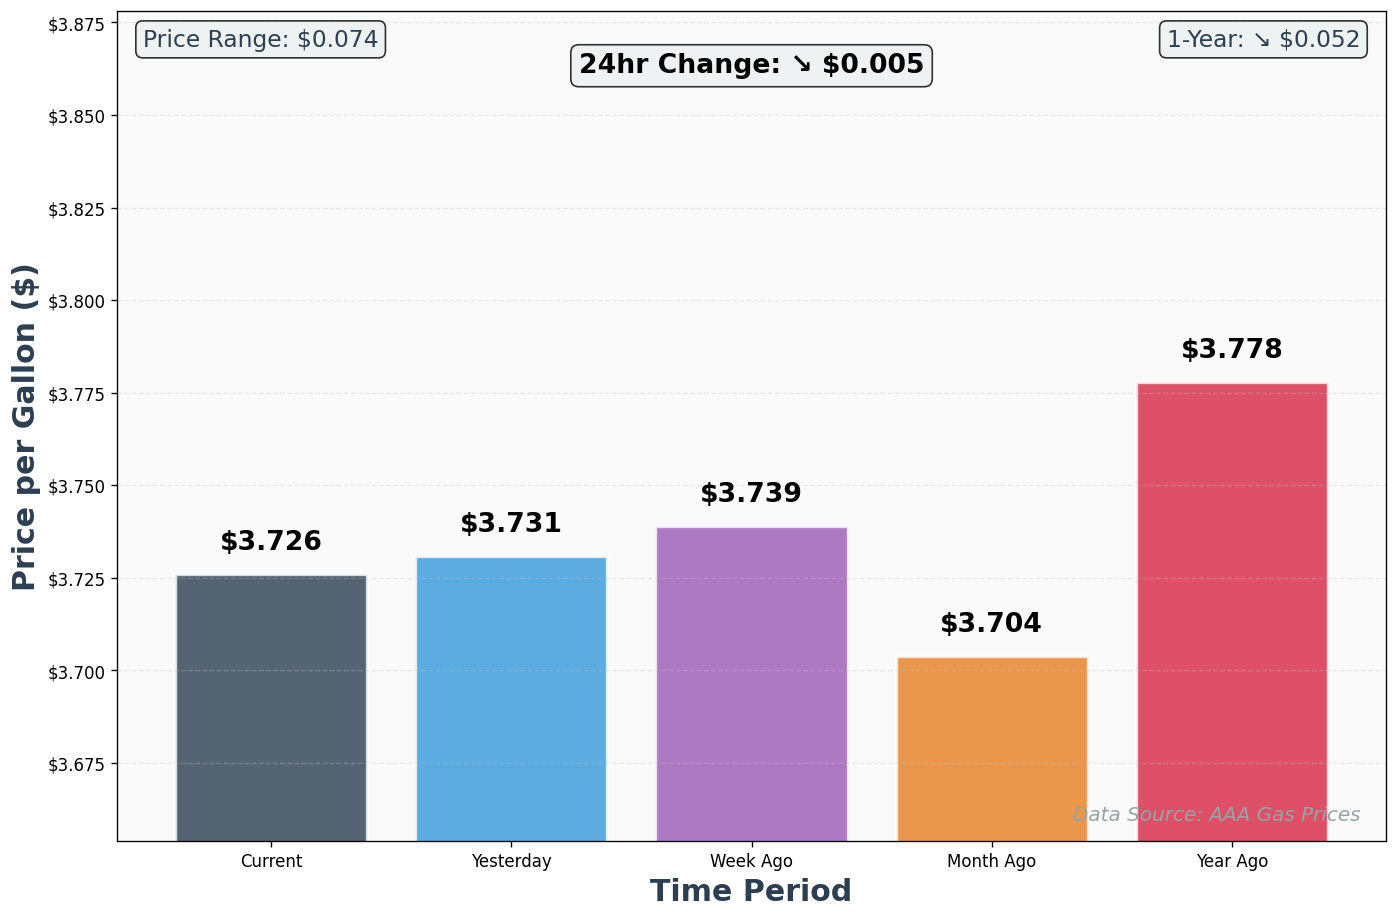 Price Range: $0.074
24hr Change: ↘ $0.005
1-Year: ↘ $0.052
Price per Gallon ($)
$3.875
$3.850
$3.825
$3.800
$3.775
$3.750
$3.725
$3.700
$3.675
$3.726
$3.731
$3.739
$3.704
$3.778
Data Source: AAA Gas Prices
Current
Yesterday
Week Ago
Month Ago
Year Ago
Time Period